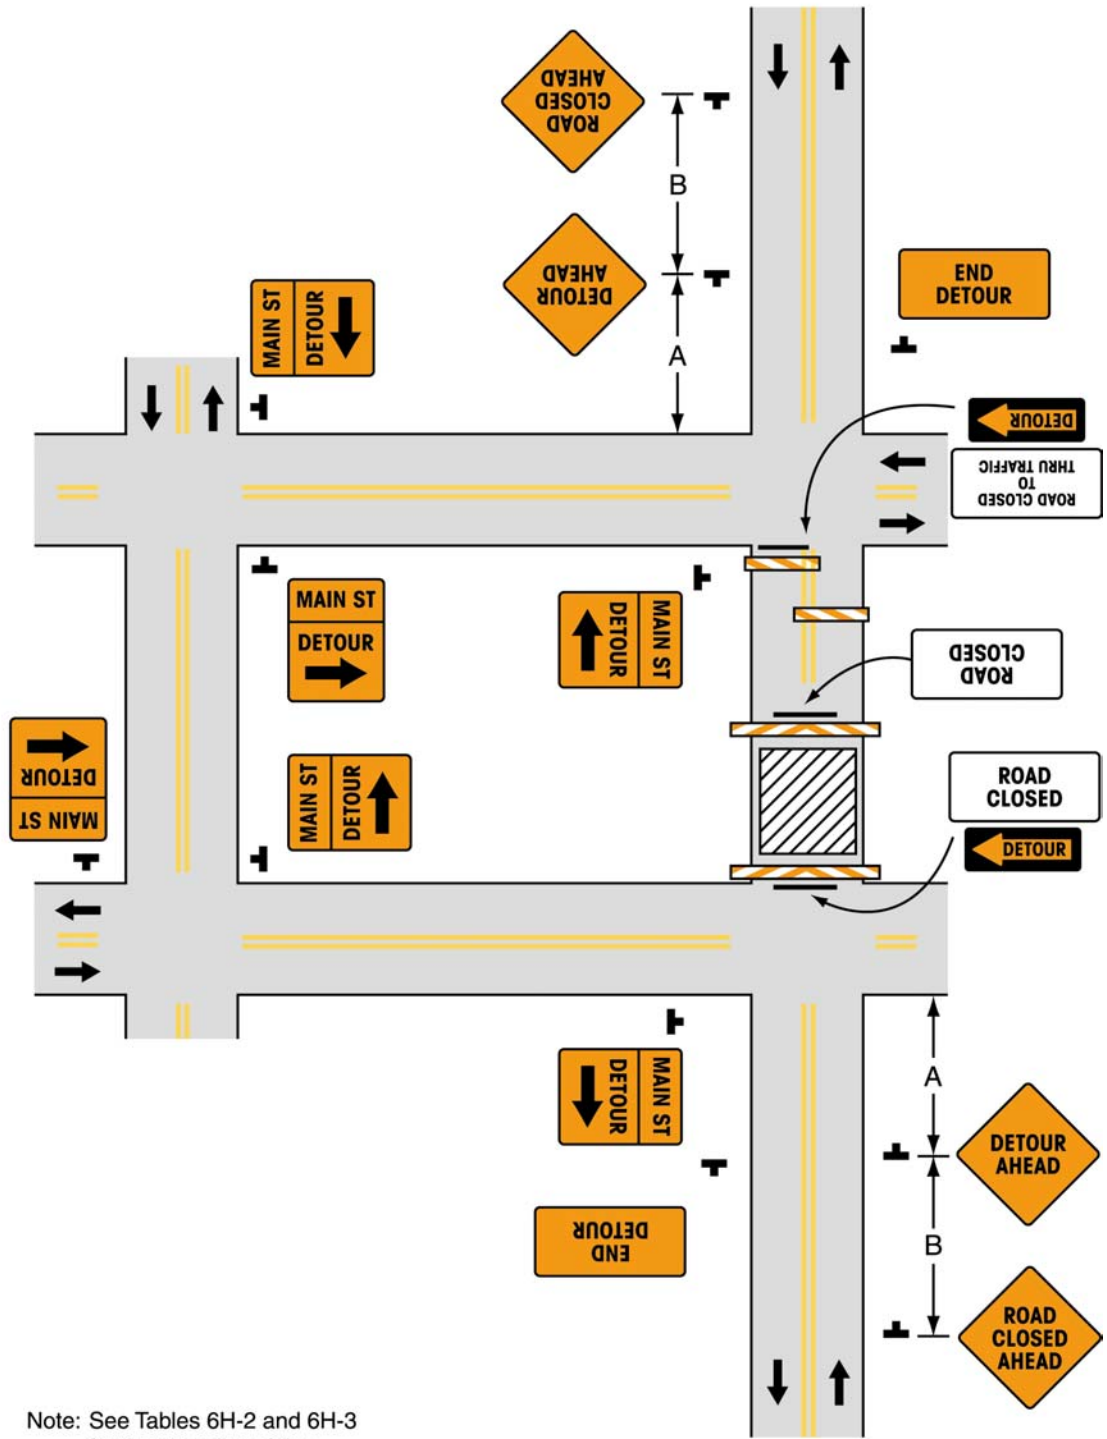 ROAD
CLOSED
AHEAD
B
DETOUR
AHEAD
A
END
DETOUR
MAIN ST
DETOUR
DETOUR
ROAD CLOSED
TO
THRU TRAFFIC
MAIN ST
DETOUR
MAIN ST
DETOUR
ROAD
CLOSED
DETOUR
MAIN ST
MAIN ST
DETOUR
ROAD
CLOSED
DETOUR
MAIN ST
DETOUR
A
DETOUR
AHEAD
END
DETOUR
B
ROAD
CLOSED
AHEAD
Note: See Tables 6H-2 and 6H-3